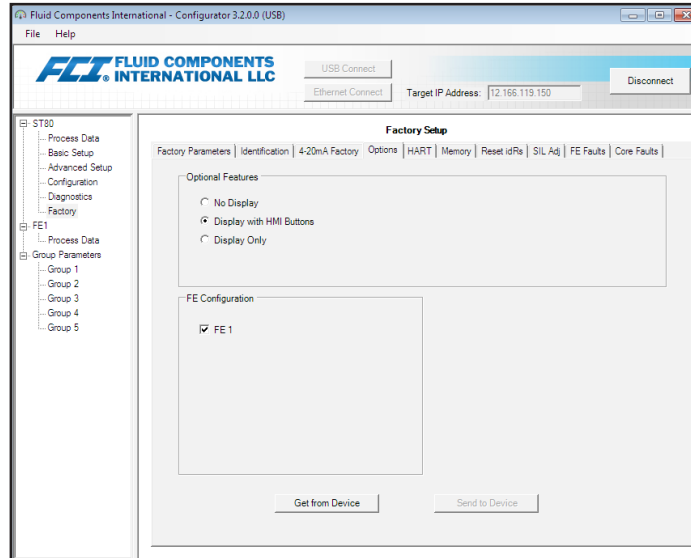 Fluid Components International - Configurator 3.2.0.0 (USB)
File Help
FCI. FLUID COMPONENTS
® INTERNATIONAL LLC
USB Connect
Ethernet Connect
Target IP Address: 12.166.119.150
Disconnect
ST80
Process Data
Basic Setup
Advanced Setup
Configuration
Diagnostics
Factory
FE1
Process Data
Group Parameters
Group 1
Group 2
Group 3
Group 4
Group 5
Factory Setup
Factory Parameters Identification 4-20mA Factory Options HART Memory Reset idRs SIL Adj FE Faults Core Faults
Optional Features
No Display
Display with HMI Buttons
Display Only
FE Configuration
FE 1
Get from Device
Send to Device